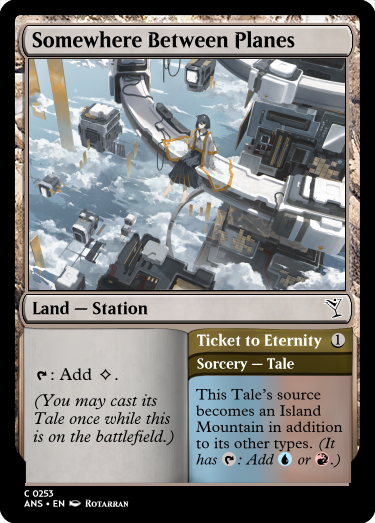 Somewhere Between Planes
Land — Station
: Add .
(You may cast its
Tale once while this
is on the battlefield.)
Ticket to Eternity 1
Sorcery — Tale
This Tale's source
becomes an Island
Mountain in addition
to its other types. (It
has : Add or .)
C 0253
ANS • EN Rotarran